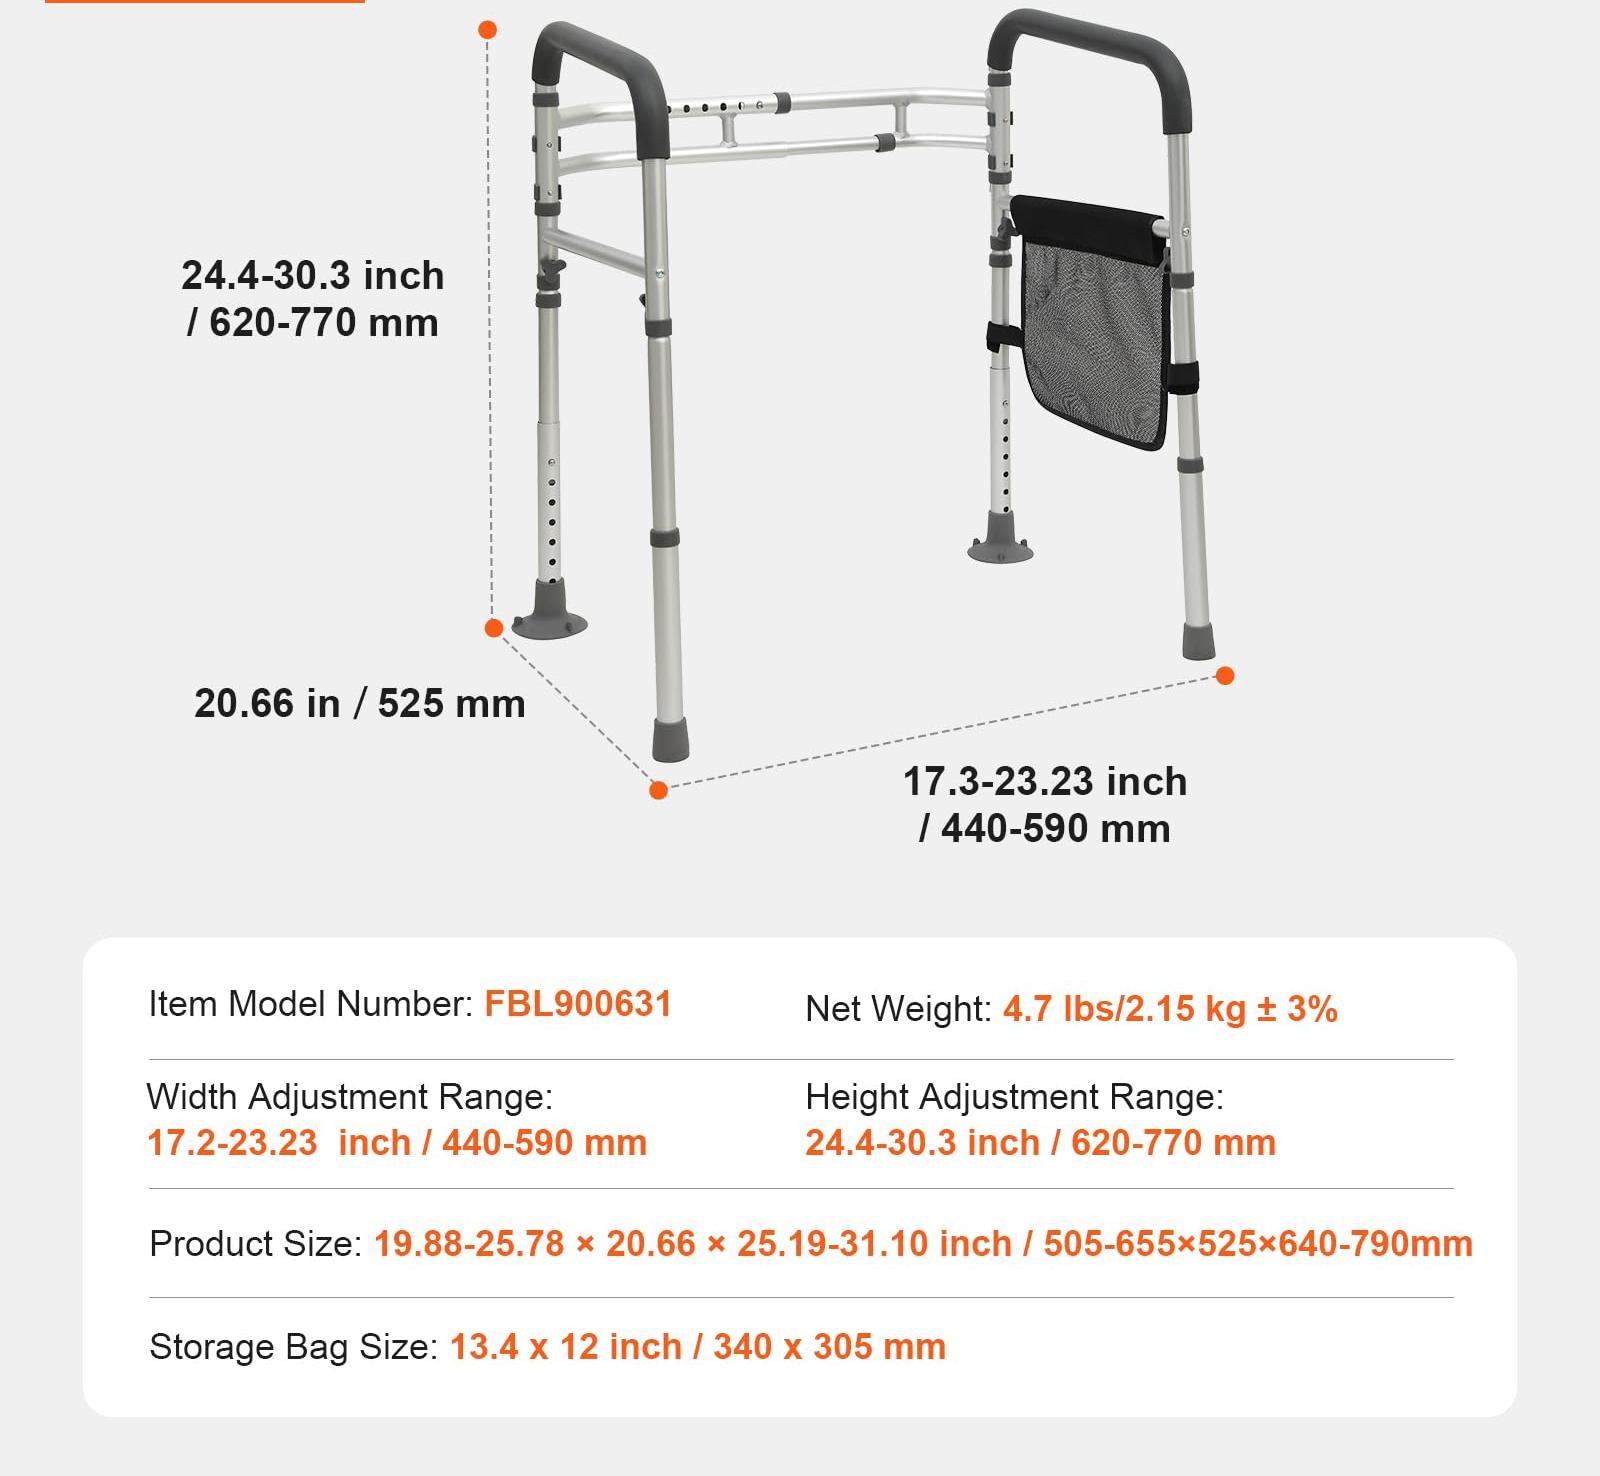 24.4-30.3 inch
/ 620-770 mm
20.66 in / 525 mm
17.3-23.23 inch
/ 440-590 mm
Item Model Number: FBL900631
Net Weight: 4.7 lbs/2.15 kg ± 3%
Width Adjustment Range:
17.2-23.23  inch / 440-590 mm
Height Adjustment Range:
24.4-30.3 inch / 620-770 mm
Product Size: 19.88-25.78 × 20.66 × 25.19-31.10 inch / 505-655×525×640-790mm
Storage Bag Size: 13.4 x 12 inch / 340 x 305 mm